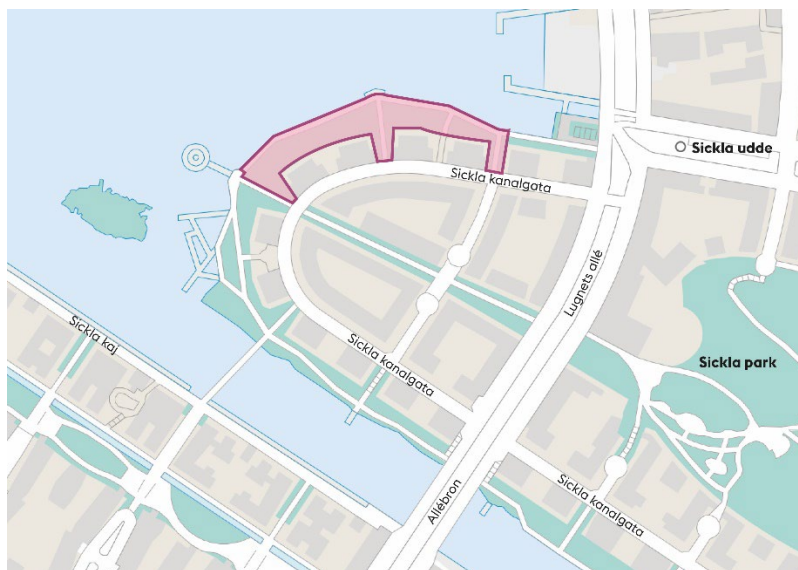 Sickla udde
Sickla kanalgata
Lugnets allé
Sickla kaj
Sickla kanalgata
Sickla park
Sickla kanalgata
Allébron